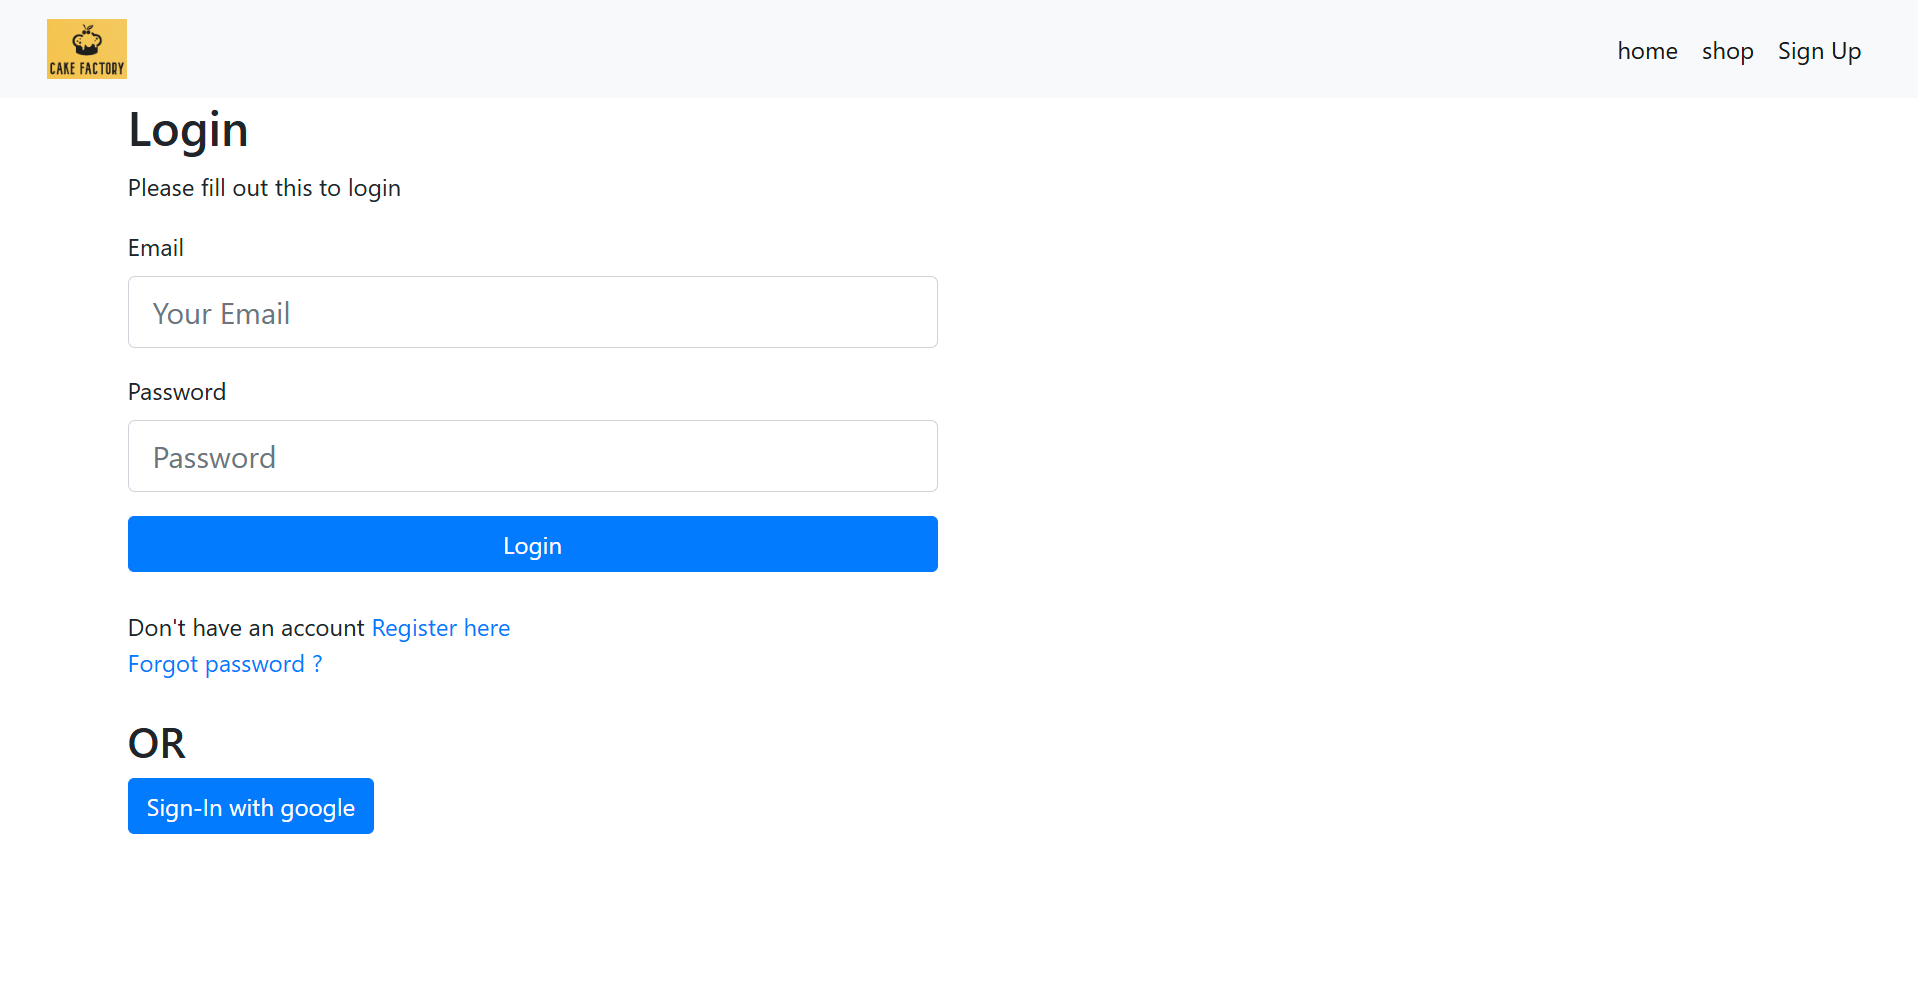 CAKE FACTORY
home shop Sign Up
Login
Please fill out this to login
Email
Your Email
Password
Password
Login
Don't have an account Register here
Forgot password ?
OR
Sign-In with google